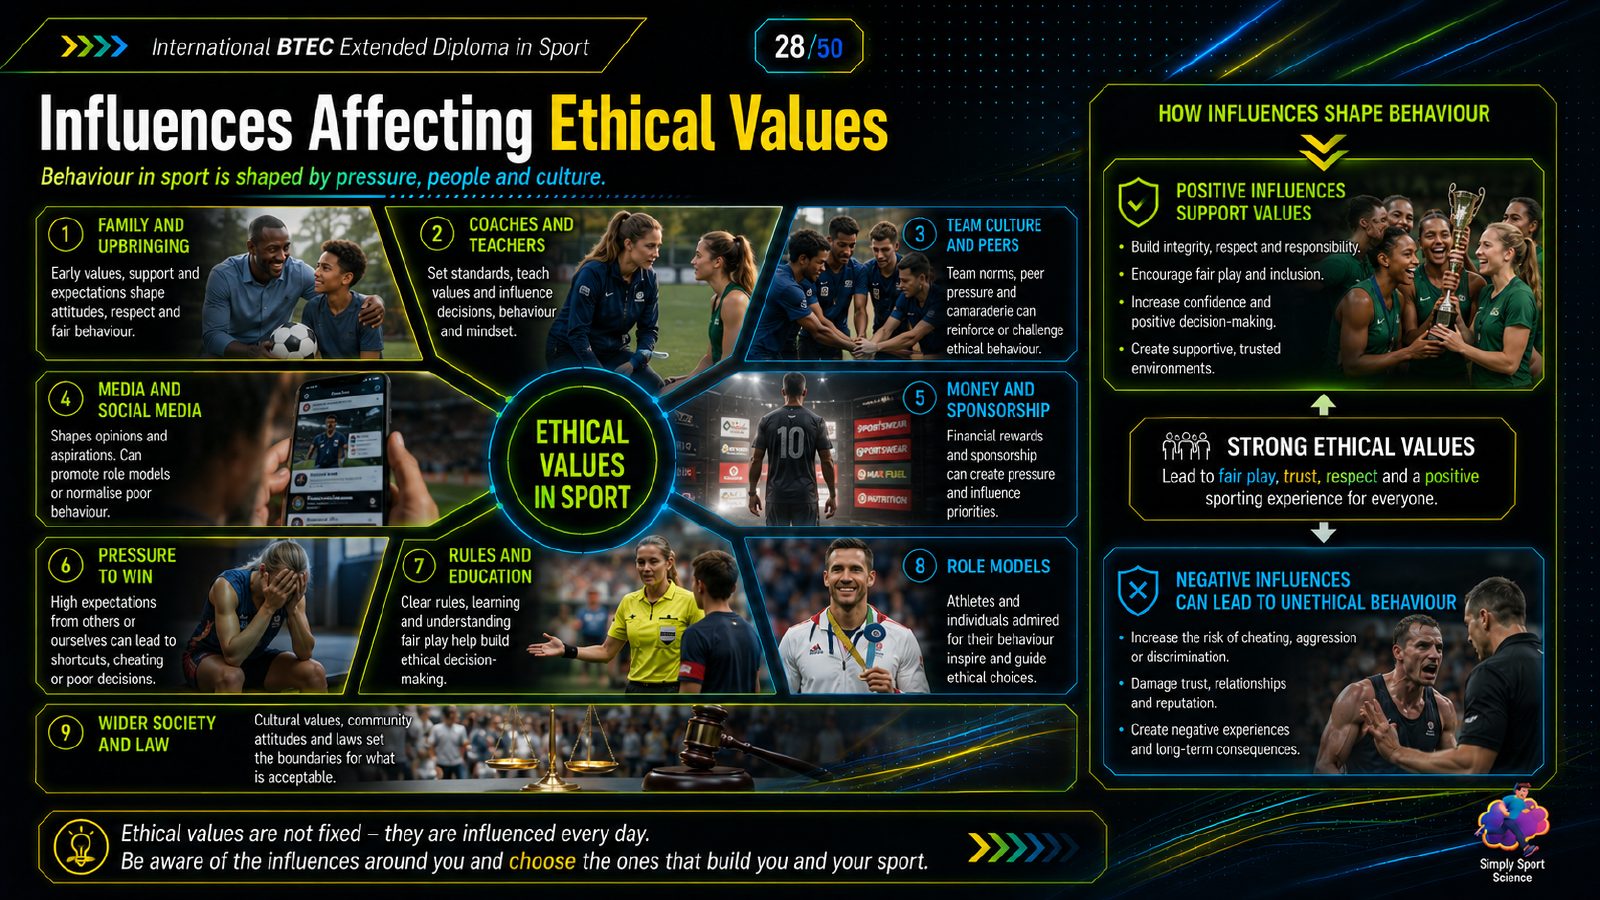 International BTEC Extended Diploma in Sport
28/50
Influences Affecting Ethical Values
Behaviour in sport is shaped by pressure, people and culture.
1
FAMILY AND
UPBRINGING
Early values, support and
expectations shape
attitudes, respect and
fair behaviour.
2
COACHES AND
TEACHERS
Set standards, teach
values and influence
decisions, behaviour
and mindset.
3
TEAM CULTURE
AND PEERS
Team norms, peer
pressure and
camaraderie can
reinforce or challenge
ethical behaviour.
4
MEDIA AND
SOCIAL MEDIA
Shapes opinions and
aspirations. Can
promote role models
or normalise poor
behaviour.
ETHICAL
VALUES
IN SPORT
10
SPORTSWEAR
SPORTSWEAR
MAR FUEL
NUTRITION
5
MONEY AND
SPONSORSHIP
Financial rewards
and sponsorship
can create pressure
and influence
priorities.
6
PRESSURE
TO WIN
High expectations
from others or
ourselves can lead to
shortcuts, cheating
or poor decisions.
7
RULES AND
EDUCATION
Clear rules, learning
and understanding
fair play help build
ethical decision-
making.
8
ROLE MODELS
Athletes and
individuals admired
for their behaviour
inspire and guide
ethical choices.
9
WIDER SOCIETY
AND LAW
Cultural values, community
attitudes and laws set
the boundaries for what
is acceptable.
Ethical values are not fixed – they are influenced every day.
Be aware of the influences around you and choose the ones that build you and your sport.
HOW INFLUENCES SHAPE BEHAVIOUR
POSITIVE INFLUENCES
SUPPORT VALUES
• Build integrity, respect and responsibility.
• Encourage fair play and inclusion.
• Increase confidence and
positive decision-making.
• Create supportive, trusted
environments.
STRONG ETHICAL VALUES
Lead to fair play, trust, respect and a positive
sporting experience for everyone.
NEGATIVE INFLUENCES
CAN LEAD TO UNETHICAL BEHAVIOUR
• Increase the risk of cheating, aggression
or discrimination.
• Damage trust, relationships
and reputation.
• Create negative experiences
and long-term consequences.
Simply Sport
Science